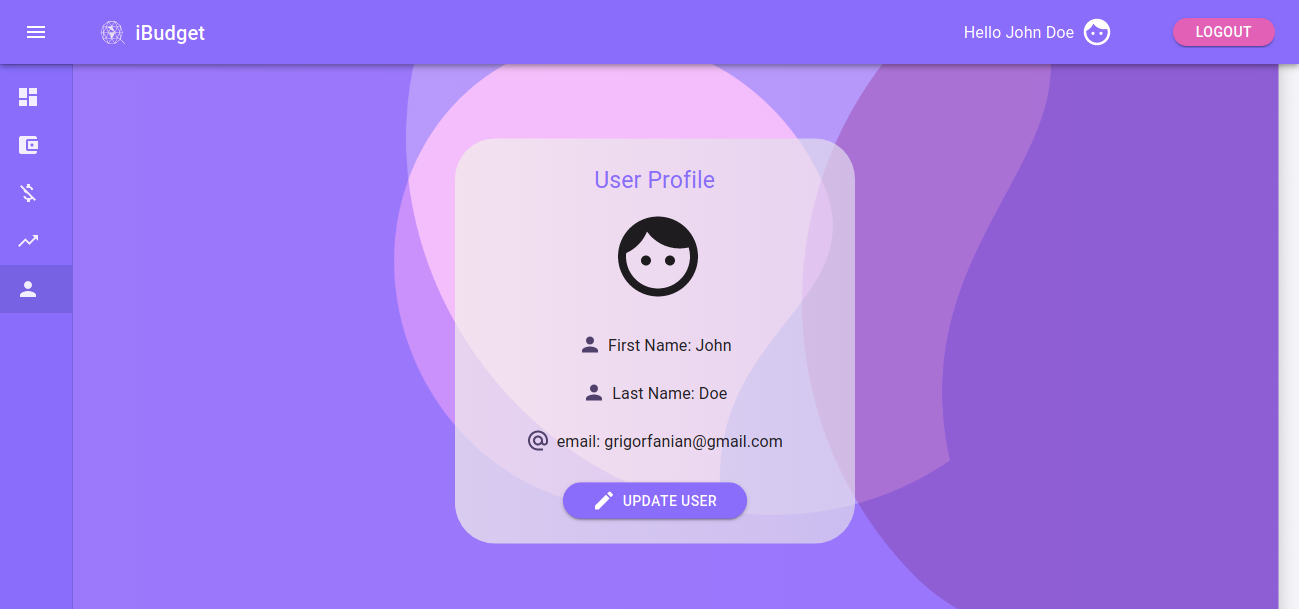 iBudget
Hello John Doe
LOGOUT
User Profile
First Name: John
Last Name: Doe
email: grigorfanian@gmail.com
UPDATE USER